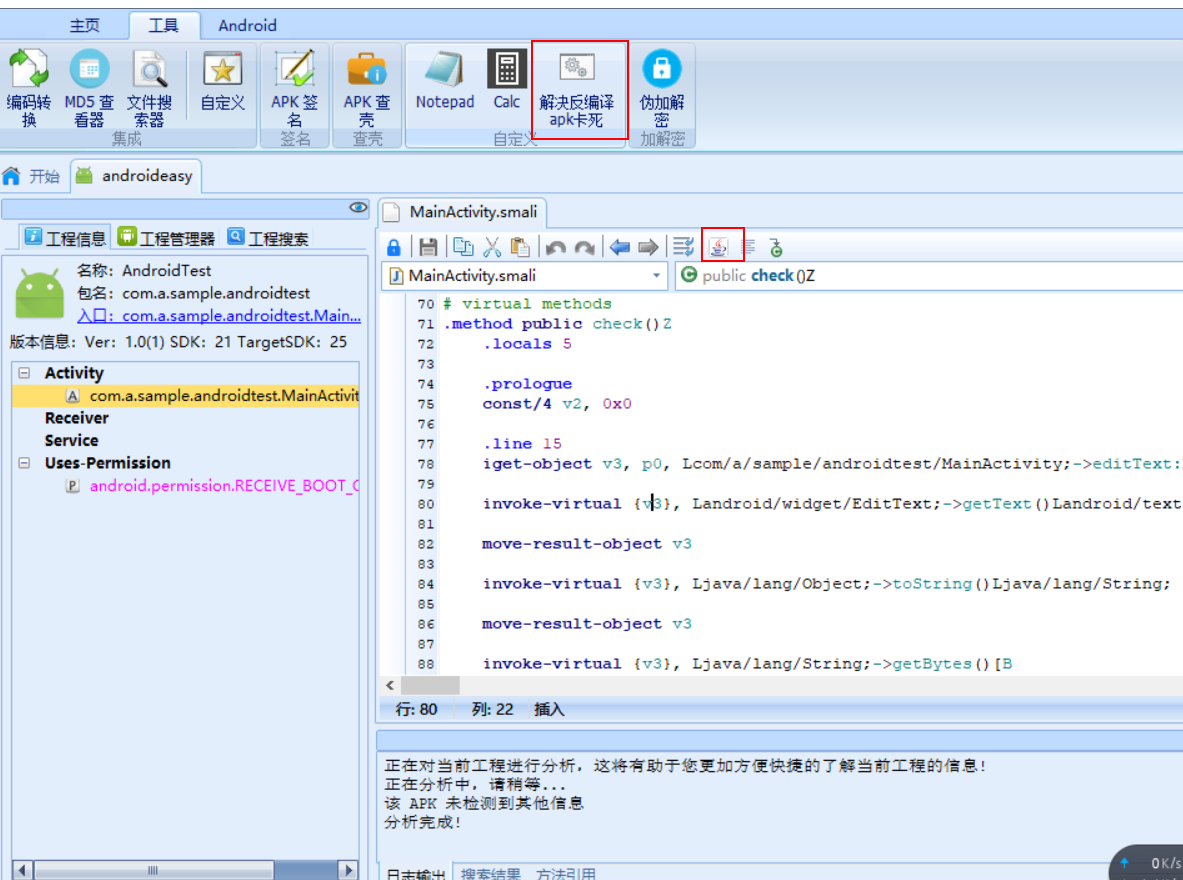 主页 工具 Android
编码转换 MD5 查看器 文件搜索器 自定义 APK 签名 APK 查壳 Notepad Calc 解决反编译apk卡死 伪加解密
集成 签名 查壳 自定义 加解密
开始 androideasy
MainActivity.smali
工程信息 工程管理器 工程搜索
名称: AndroidTest
包名: com.a.sample.androidtest
入口: com.a.sample.androidtest.Main...
版本信息: Ver: 1.0(1) SDK: 21 TargetSDK: 25
Activity
com.a.sample.androidtest.MainActivit
Receiver
Service
Uses-Permission
android.permission.RECEIVE_BOOT_C
MainActivity.smali public check()Z
70 # virtual methods
71 .method public check()Z
72 .locals 5
73
74 .prologue
75 const/4 v2, 0x0
76
77 .line 15
78 iget-object v3, p0, Lcom/a/sample/androidtest/MainActivity;->editText:
79
80 invoke-virtual {v3}, Landroid/widget/EditText;->getText()Landroid/text
81
82 move-result-object v3
83
84 invoke-virtual {v3}, Ljava/lang/Object;->toString()Ljava/lang/String;
85
86 move-result-object v3
87
88 invoke-virtual {v3}, Ljava/lang/String;->getBytes()[B
行: 80 列: 22 插入
正在对当前工程进行分析，这将有助于您更加方便快捷的了解当前工程的信息!
正在分析中，请稍等...
该 APK 未检测到其他信息
分析完成!
日志输出 搜索结果 方法引用
0K/s